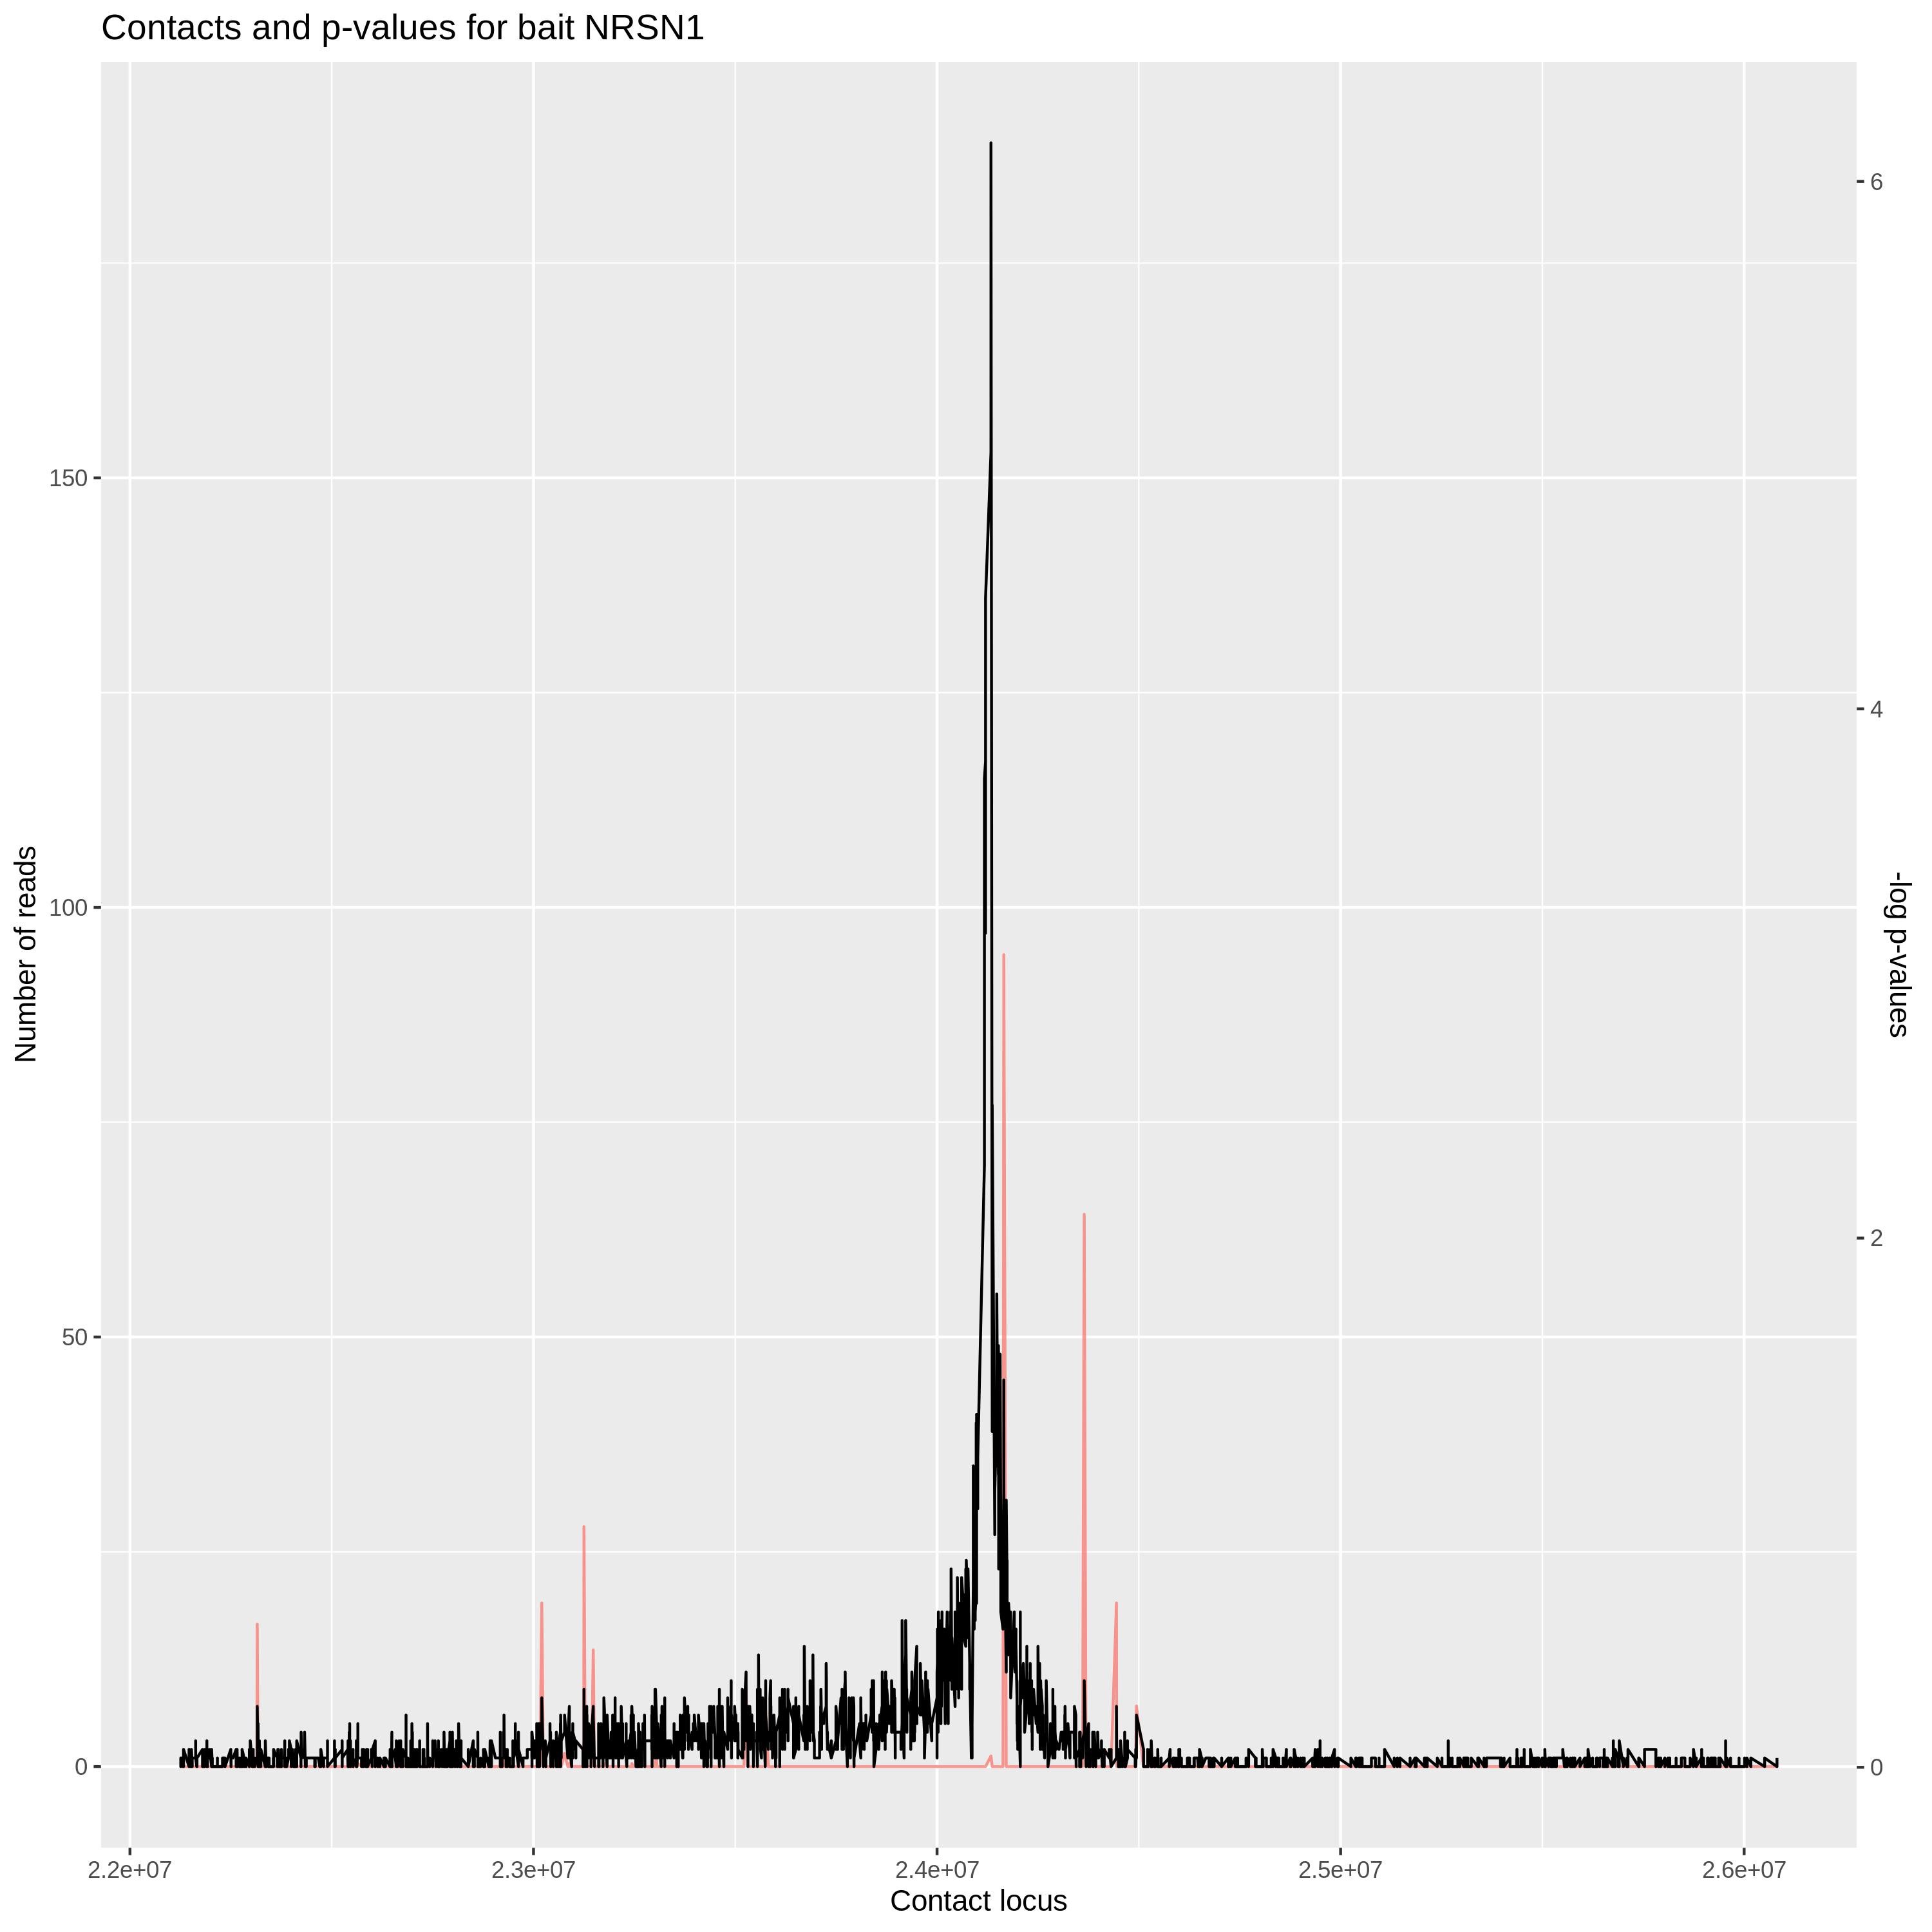 Contacts and p-values for bait NRSN1
Number of reads
150
100
50
0
-log p-values
6
4
2
0
2.2e+07
2.3e+07
2.4e+07
2.5e+07
2.6e+07
Contact locus